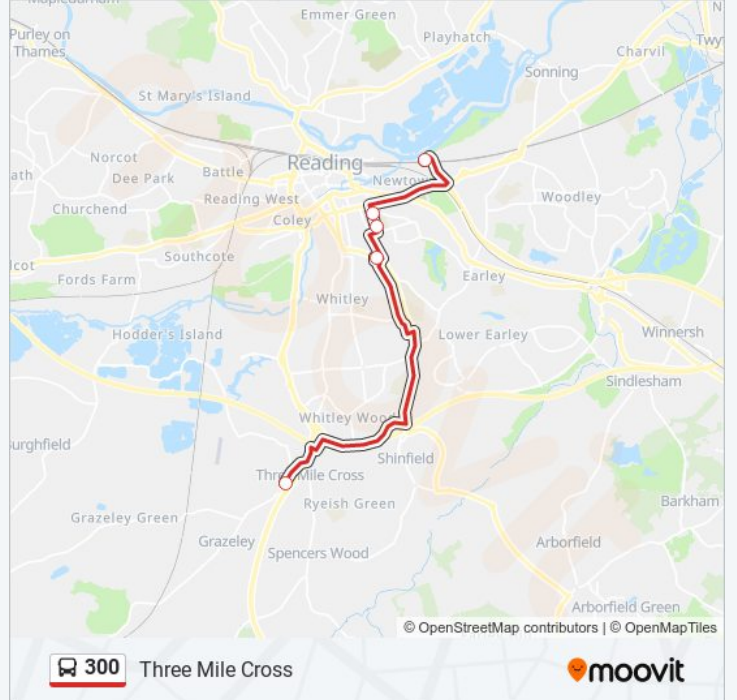 Emmer Green
Purley on
Thames
Playhatch
Charvil
Sonning
St Mary's Island
Norcot
Reading
Dee Park
Battle
Newtow
Reading West
Woodley
Churchend
Coley
Southcote
Earley
Fords Farm
Whitley
Hodder's Island
Lower Earley
Winnersh
Sindlesham
Whitley Wood
Shinfield
Three Mile Cross
Ryeish Green
Barkham
Grazeley Green
Grazeley
Spencers Wood
Arborfield
Arborfield Green
© OpenStreetMap contributors | © OpenMapTiles
300 Three Mile Cross
moovit